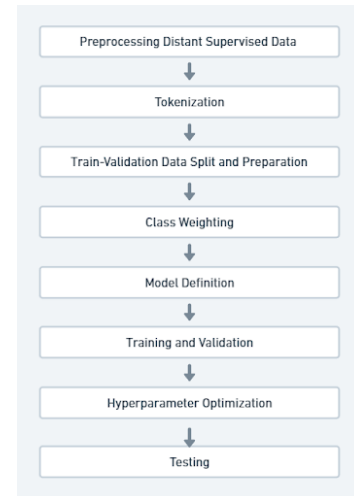 Preprocessing Distant Supervised Data
Tokenization
Train-Validation Data Split and Preparation
Class Weighting
Model Definition
Training and Validation
Hyperparameter Optimization
Testing